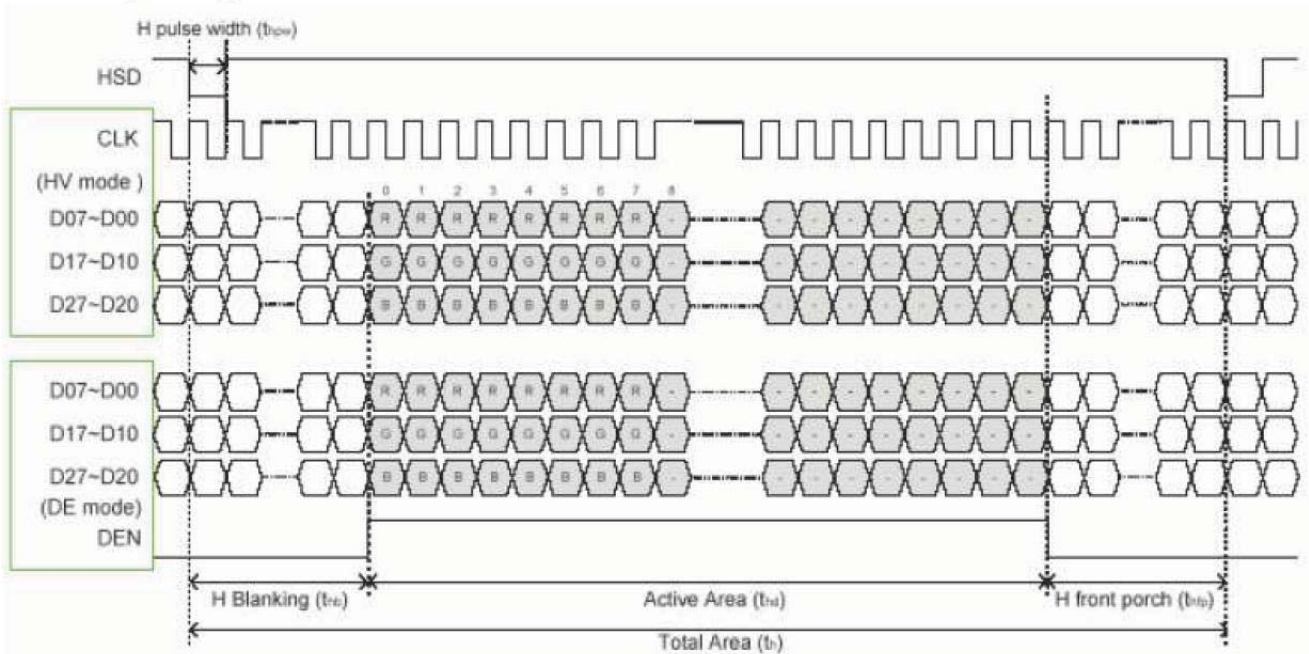 H pulse width (thpw)
HSD
CLK
(HV mode )
0 1 2 3 4 5 6 7 8
D07~D00 R R R R R R R R - - - - - - - - -
D17~D10 G G G G G G G G - - - - - - - - -
D27~D20 B B B B B B B B - - - - - - - - -
D07~D00 R R R R R R R R - - - - - - - - -
D17~D10 G G G G G G G G - - - - - - - - -
D27~D20 B B B B B B B B - - - - - - - - -
(DE mode)
DEN
H Blanking (thb) Active Area (thd) H front porch (thfp)
Total Area (th)